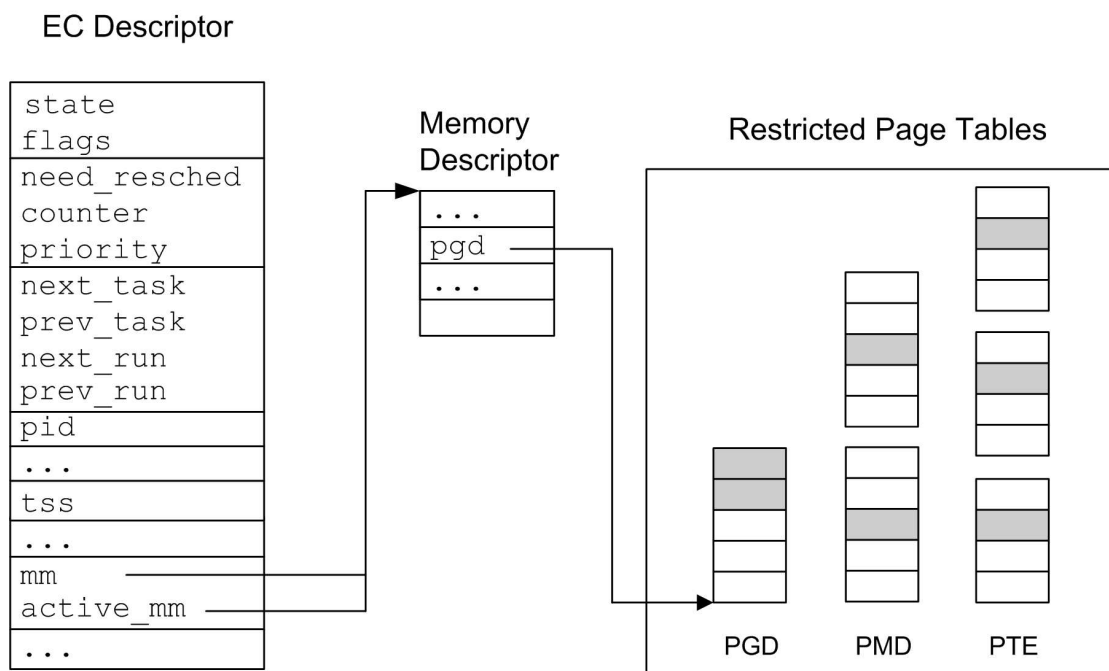 EC Descriptor
state
flags
need_resched
counter
priority
next_task
prev_task
next_run
prev_run
pid
...
tss
...
mm
active_mm
...
Memory
Descriptor
...
pgd
...
Restricted Page Tables
PGD
PMD
PTE